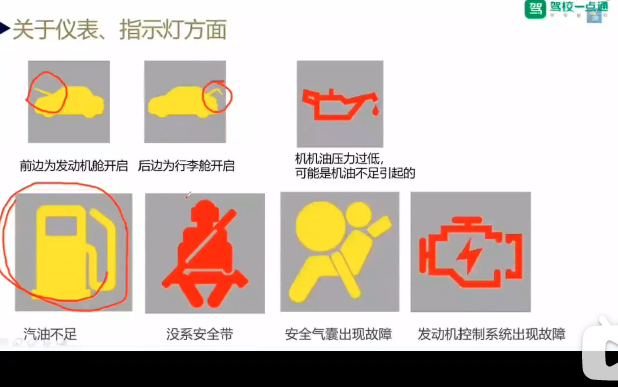 驾 驾校一点通
关于仪表、指示灯方面
前边为发动机舱开启 后边为行李舱开启
机机油压力过低,
可能是机油不足引起的
汽油不足 没系安全带 安全气囊出现故障 发动机控制系统出现故障